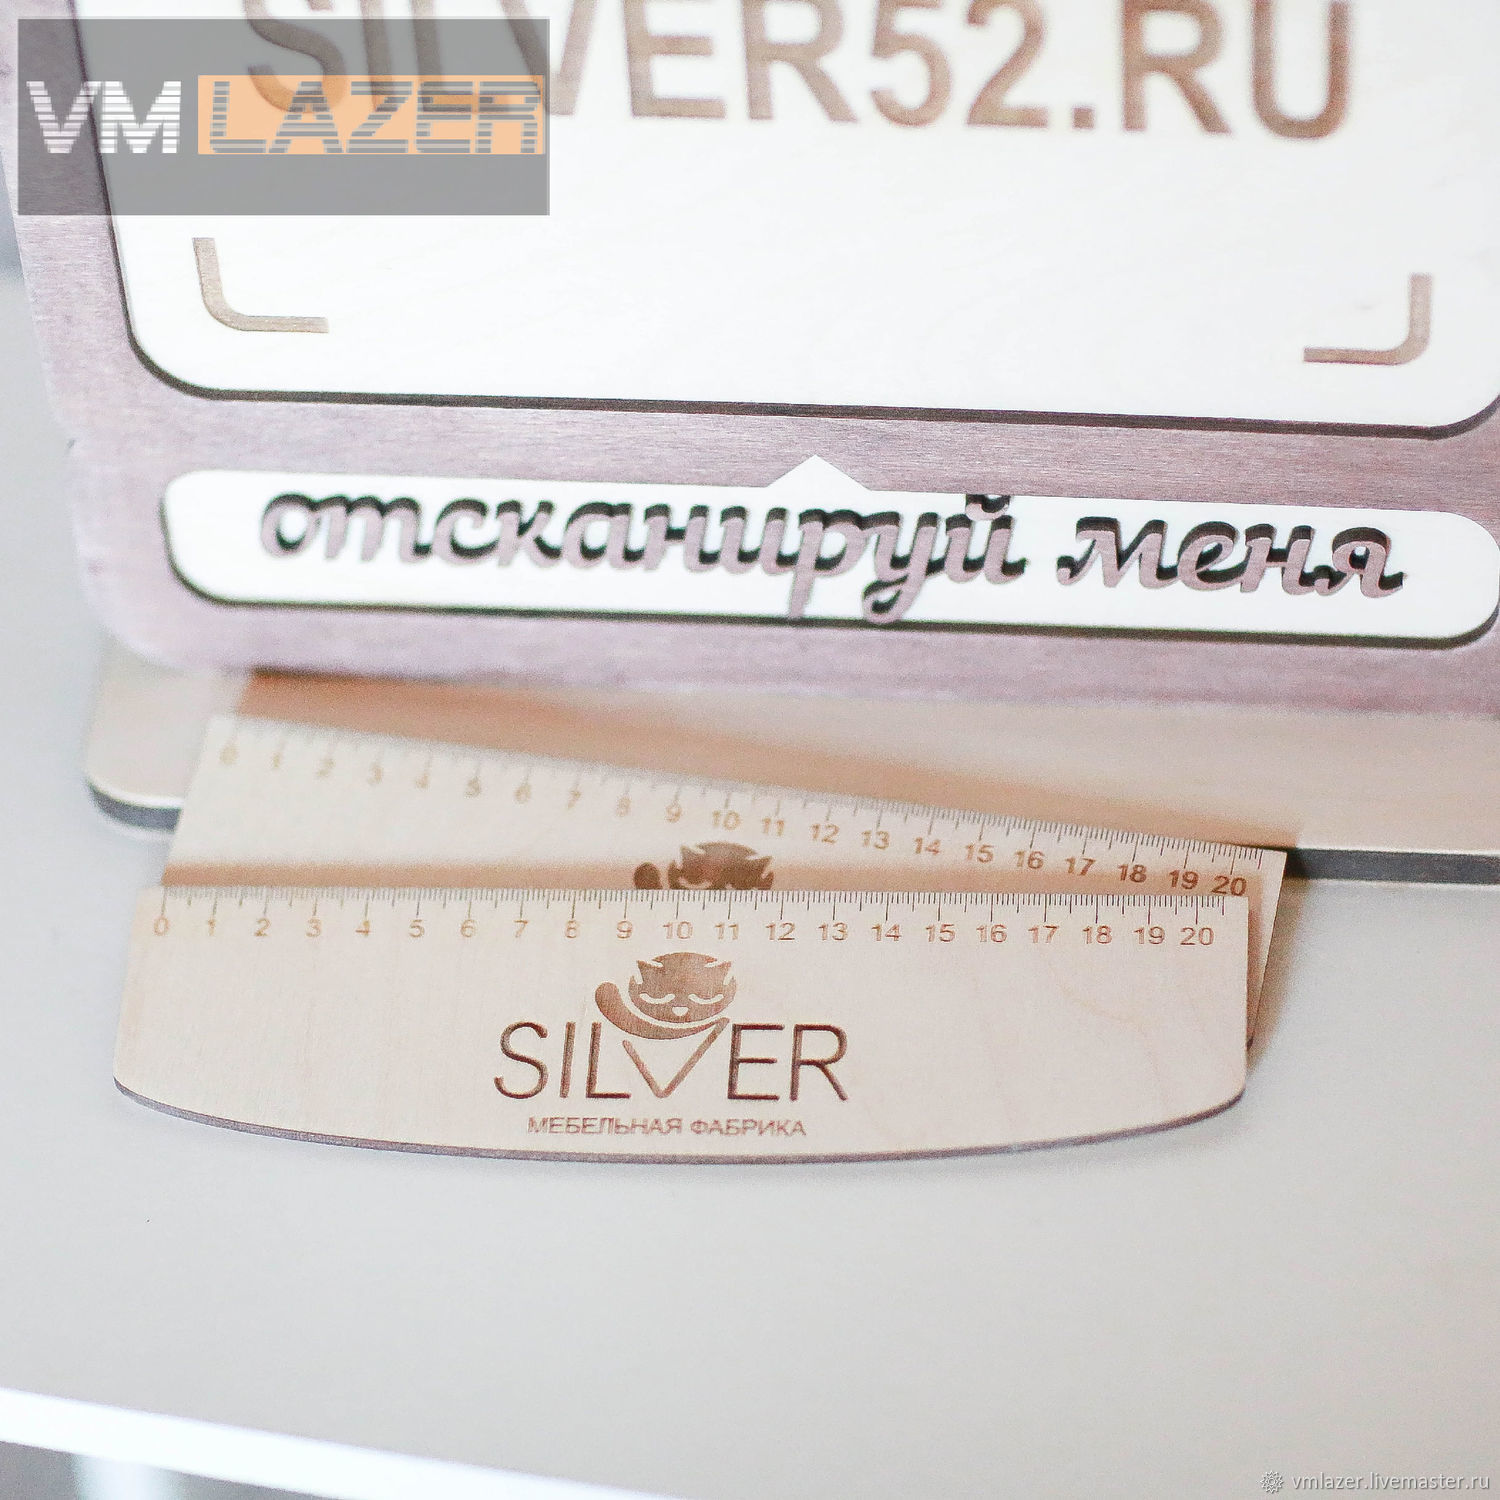 SILVER52.RU
VM LAZER
отсканируй меня
0 1 2 3 4 5 6 7 8 9 10 11 12 13 14 15 16 17 18 19 20
0 1 2 3 4 5 6 7 8 9 10 11 12 13 14 15 16 17 18 19 20
SILVER
МЕБЕЛЬНАЯ ФАБРИКА
vmlazer.livemaster.ru